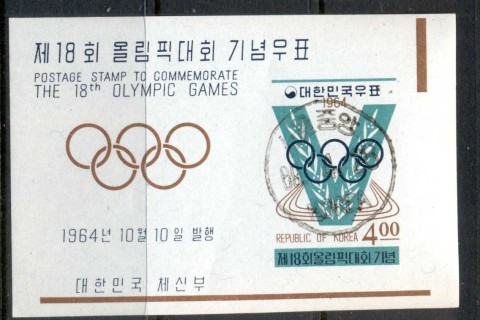 제18회 올림픽대회 기념우표
POSTAGE STAMP TO COMMEMORATE
THE 18th OLYMPIC GAMES
대한민국우표
1964
중앙
KOREA
REPUBLIC OF KOREA 4.00
제18회올림픽대회기념
1964년 10월 10일 발행
대한민국 체신부